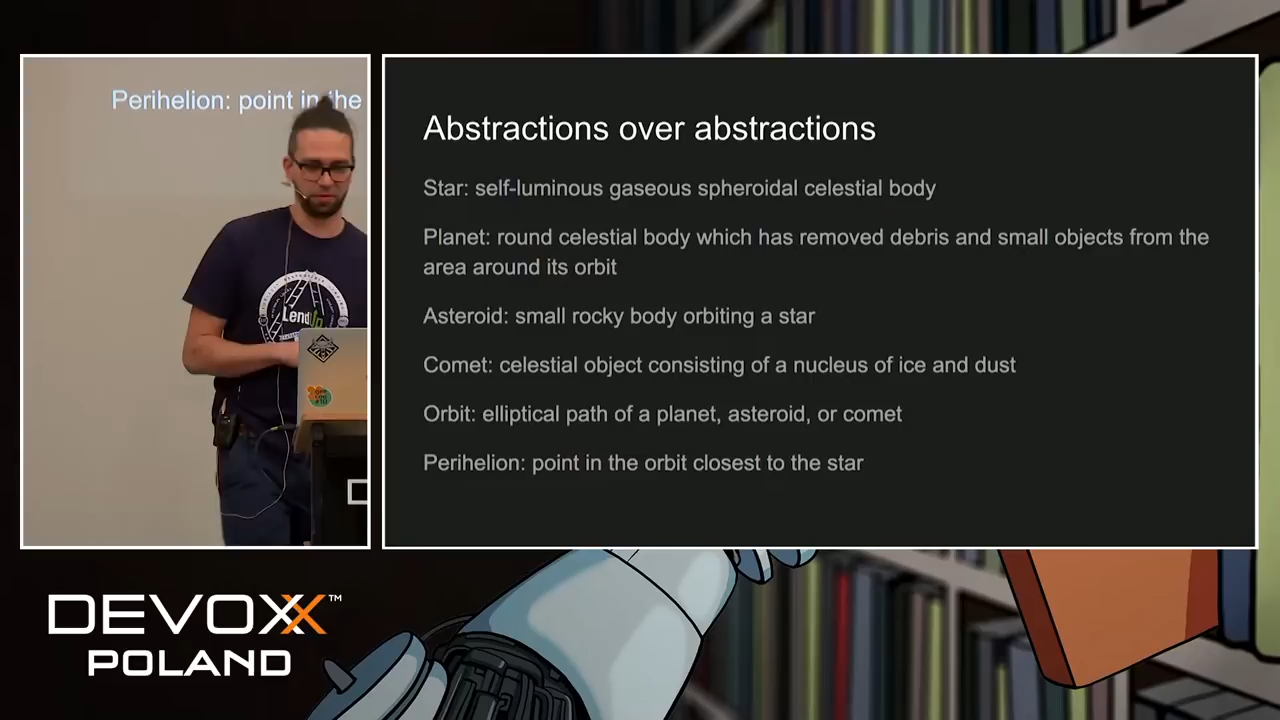 Perihelion: point in the
Lend
Abstractions over abstractions
Star: self-luminous gaseous spheroidal celestial body
Planet: round celestial body which has removed debris and small objects from the
area around its orbit
Asteroid: small rocky body orbiting a star
Comet: celestial object consisting of a nucleus of ice and dust
Orbit: elliptical path of a planet, asteroid, or comet
Perihelion: point in the orbit closest to the star
DEVOXX™
POLAND